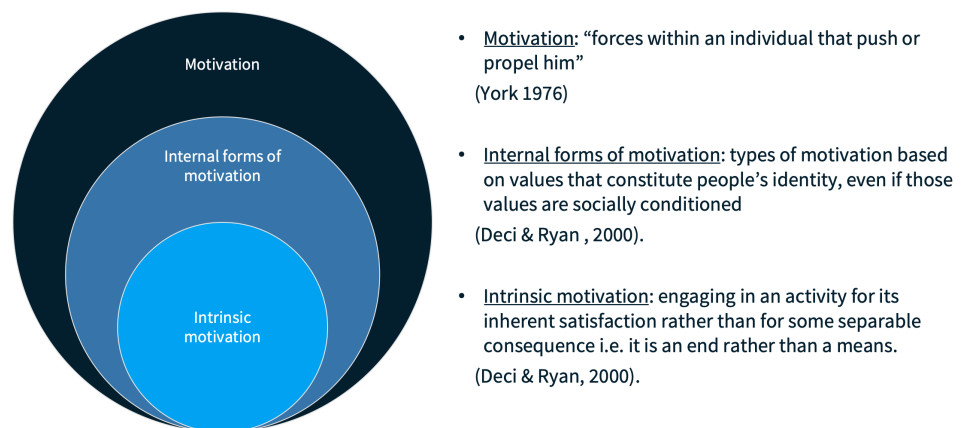 Motivation
Internal forms of
motivation
Intrinsic
motivation
• Motivation: “forces within an individual that push or
propel him”
(York 1976)
• Internal forms of motivation: types of motivation based
on values that constitute people’s identity, even if those
values are socially conditioned
(Deci & Ryan , 2000).
• Intrinsic motivation: engaging in an activity for its
inherent satisfaction rather than for some separable
consequence i.e. it is an end rather than a means.
(Deci & Ryan, 2000).